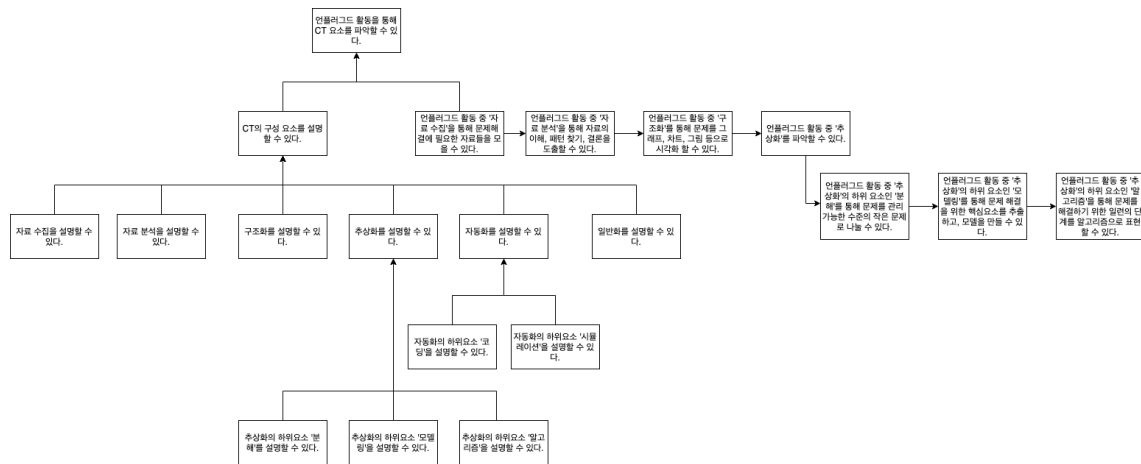 언플러그드 활동을 통해
CT 요소를 파악할 수 있
다.
CT의 구성 요소를 설명
할 수 있다.
언플러그드 활동 중 '자
료 수집'을 통해 문제해
결에 필요한 자료들을 모
을 수 있다.
언플러그드 활동 중 '자
료 분석'을 통해 자료의
이해, 패턴 찾기, 결론을
도출할 수 있다.
언플러그드 활동 중 '구
조화'를 통해 문제를 그
래프, 차트, 그림 등으로
시각화 할 수 있다.
언플러그드 활동 중 '추
상화'를 파악할 수 있다.
언플러그드 활동 중 '추
상화'의 하위 요소인 '분
해'를 통해 문제를 관리
가능한 수준의 작은 문제
로 나눌 수 있다.
언플러그드 활동 중 '추
상화'의 하위 요소인 '모
델링'를 통해 문제 해결
을 위한 핵심요소를 추출
하고, 모델을 만들 수 있
다.
언플러그드 활동 중 '추
상화'의 하위 요소인 '알
고리즘'을 통해 문제를
해결하기 위한 일련의 단
계를 알고리즘으로 표현
할 수 있다.
자료 수집을 설명할 수
있다.
자료 분석을 설명할 수
있다.
구조화를 설명할 수 있
다.
추상화를 설명할 수 있
다.
자동화를 설명할 수 있
다.
일반화를 설명할 수 있
다.
자동화의 하위요소 '코
딩'을 설명할 수 있다.
자동화의 하위요소 '시뮬
레이션'을 설명할 수 있
다.
추상화의 하위요소 '분
해'를 설명할 수 있다.
추상화의 하위요소 '모델
링'을 설명할 수 있다.
추상화의 하위요소 '알고
리즘'을 설명할 수 있다.